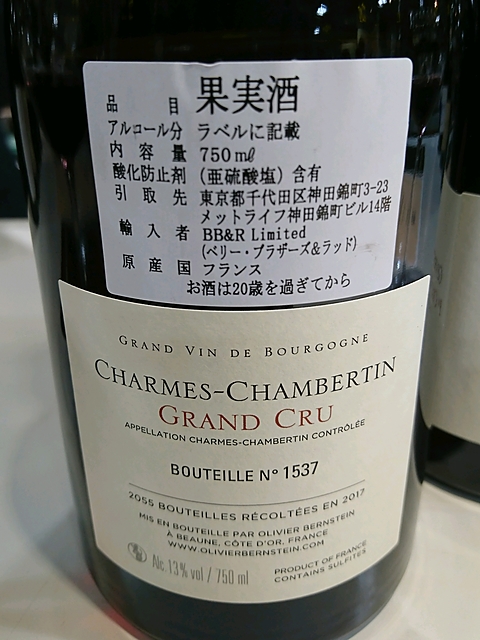 品　　　目　果実酒
アルコール分　ラベルに記載
内　容　量　750㎖
酸化防止剤　(亜硫酸塩) 含有
引　取　先　東京都千代田区神田錦町3-23
メットライフ神田錦町ビル14階
輸　入　者　BB&R Limited
(ベリー・ブラザーズ&ラッド)
原　産　国　フランス
お酒は20歳を過ぎてから
GRAND VIN DE BOURGOGNE
CHARMES-CHAMBERTIN
GRAND CRU
APPELLATION CHARMES-CHAMBERTIN CONTRÔLÉE
BOUTEILLE N° 1537
2055 BOUTEILLES RÉCOLTÉES EN 2017
MIS EN BOUTEILLE PAR OLIVIER BERNSTEIN
À BEAUNE, CÔTE D'OR, FRANCE
WWW.OLIVIERBERNSTEIN.COM
Alc. 13% vol / 750 ml
PRODUCT OF FRANCE
CONTAINS SULFITES